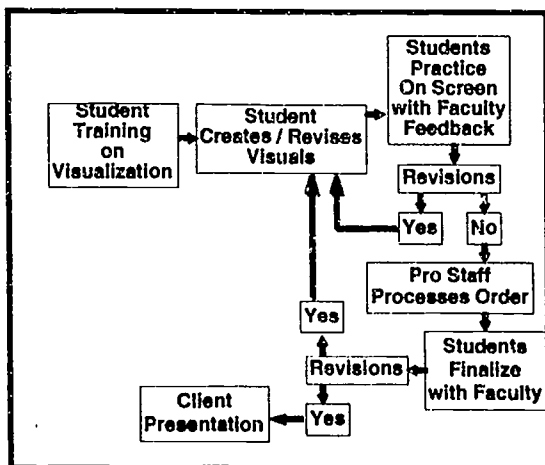 Student
Training
on
Visualization
Student
Creates / Revises
Visuals
Students
Practice
On Screen
with Faculty
Feedback
Revisions
Yes
No
Pro Staff
Processes Order
Students
Finalize
with Faculty
Revisions
Yes
Yes
Client
Presentation